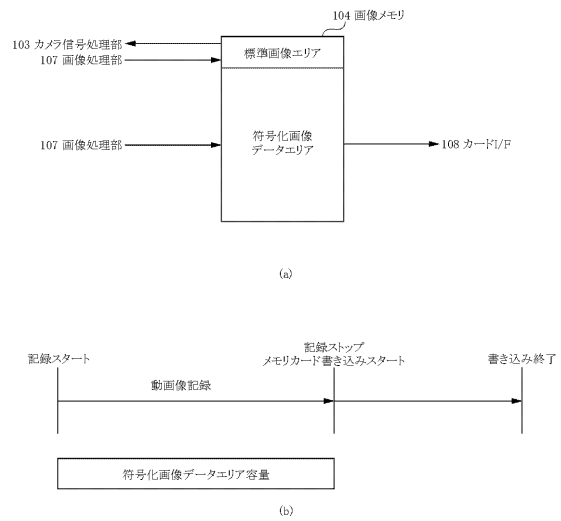 104 画像メモリ
103 カメラ信号処理部
107 画像処理部
標準画像エリア
107 画像処理部
符号化画像
データエリア
108 カードI/F
(a)
記録スタート
記録ストップ
メモリカード書き込みスタート
書き込み終了
動画像記録
符号化画像データエリア容量
(b)